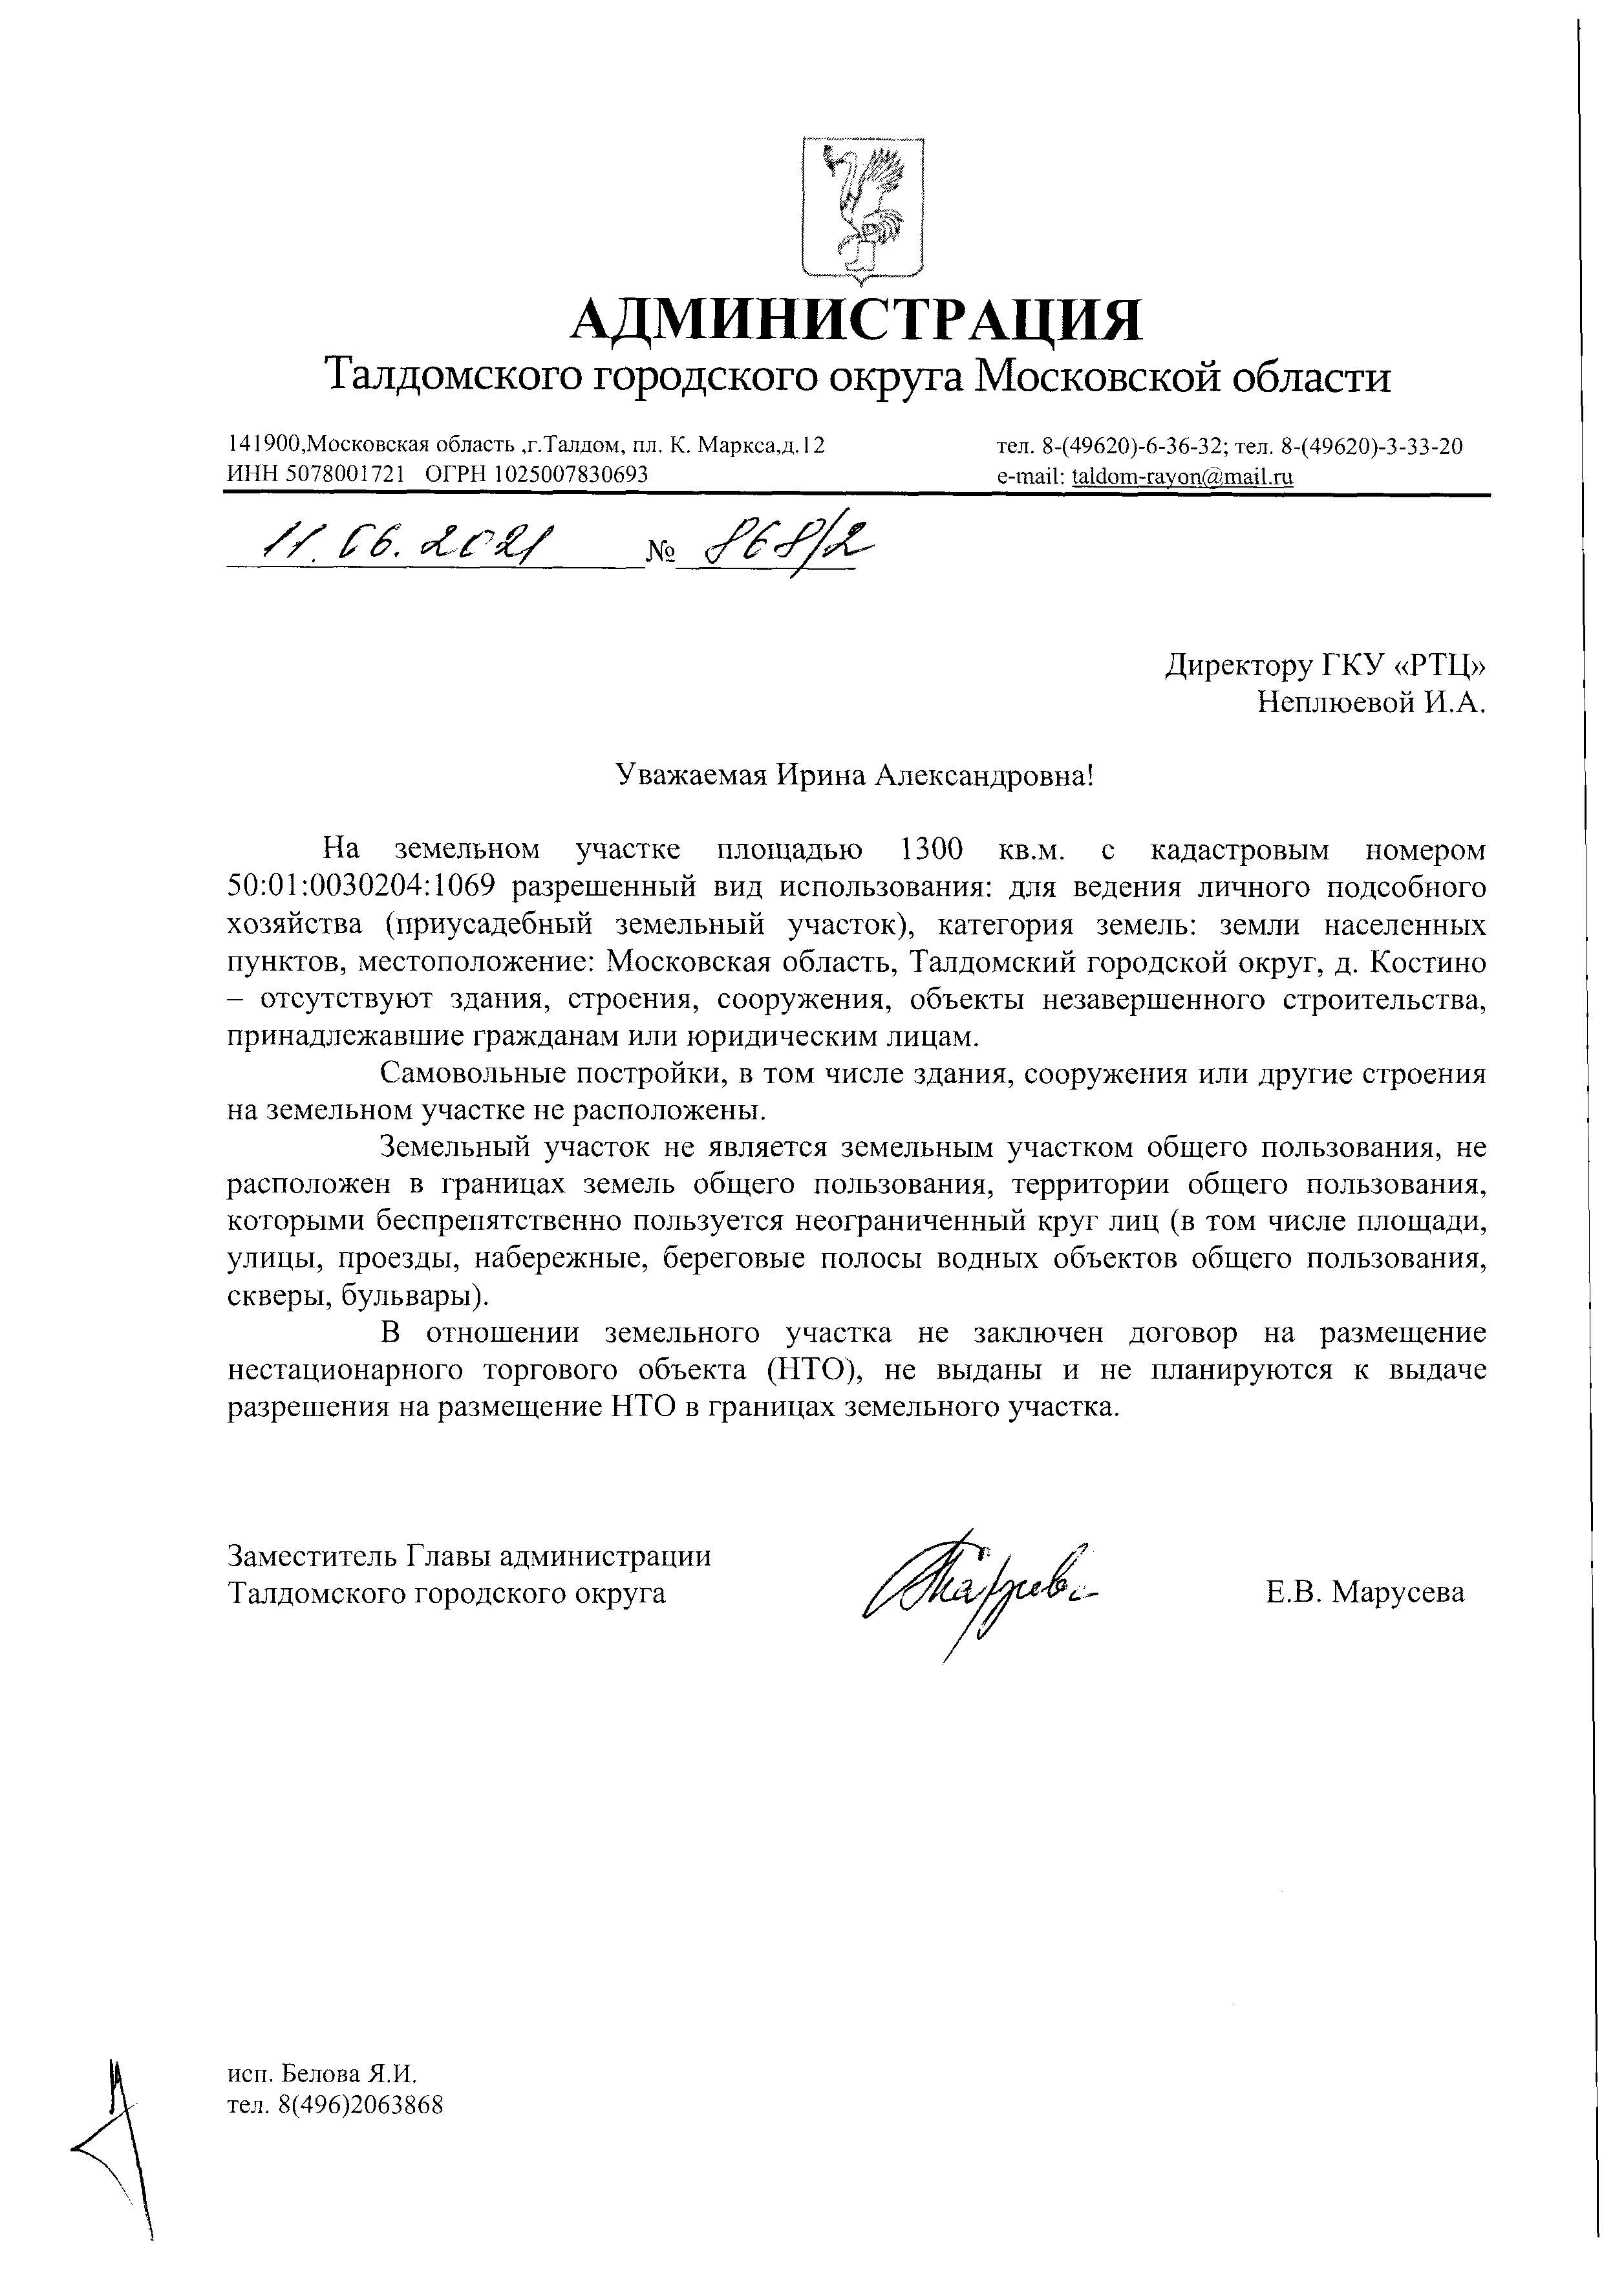 АДМИНИСТРАЦИЯ
Талдомского городского округа Московской области
141900,Московская область ,г.Талдом, пл. К. Маркса,д.12
ИНН 5078001721 ОГРН 1025007830693
тел. 8-(49620)-6-36-32; тел. 8-(49620)-3-33-20
e-mail: taldom-rayon@mail.ru
11.06.2021 № 868/2
Директору ГКУ «РТЦ»
Неплюевой И.А.
Уважаемая Ирина Александровна!
На земельном участке площадью 1300 кв.м. с кадастровым номером
50:01:0030204:1069 разрешенный вид использования: для ведения личного подсобного
хозяйства (приусадебный земельный участок), категория земель: земли населенных
пунктов, местоположение: Московская область, Талдомский городской округ, д. Костино
– отсутствуют здания, строения, сооружения, объекты незавершенного строительства,
принадлежавшие гражданам или юридическим лицам.
Самовольные постройки, в том числе здания, сооружения или другие строения
на земельном участке не расположены.
Земельный участок не является земельным участком общего пользования, не
расположен в границах земель общего пользования, территории общего пользования,
которыми беспрепятственно пользуется неограниченный круг лиц (в том числе площади,
улицы, проезды, набережные, береговые полосы водных объектов общего пользования,
скверы, бульвары).
В отношении земельного участка не заключен договор на размещение
нестационарного торгового объекта (НТО), не выданы и не планируются к выдаче
разрешения на размещение НТО в границах земельного участка.
Заместитель Главы администрации
Талдомского городского округа
Е.В. Марусева
исп. Белова Я.И.
тел. 8(496)2063868